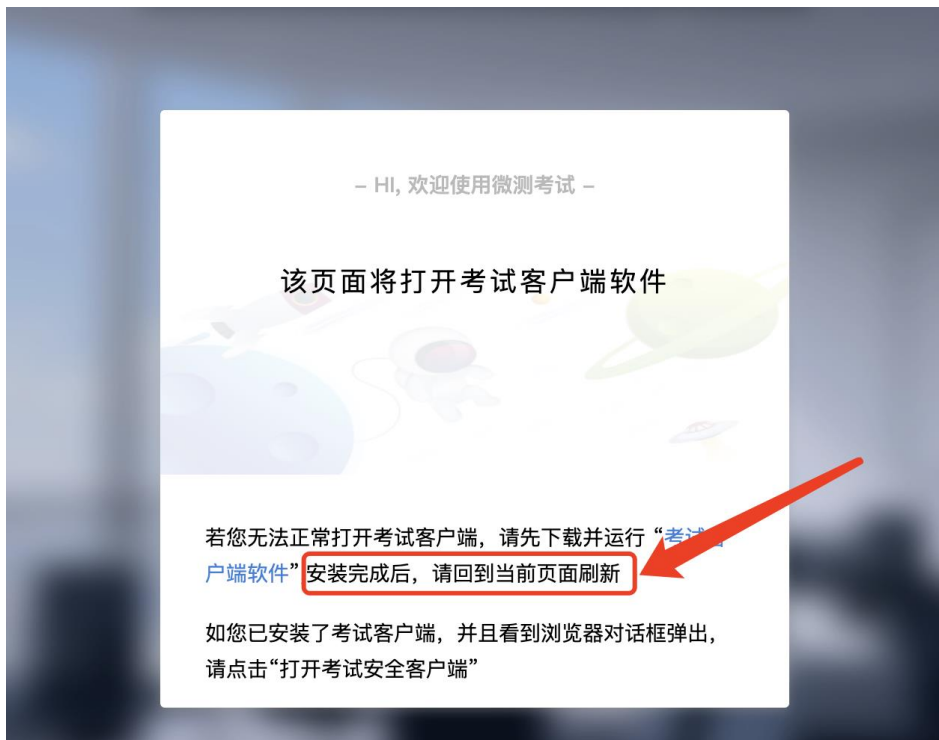 – HI, 欢迎使用微测考试 –
该页面将打开考试客户端软件
若您无法正常打开考试客户端，请先下载并运行“考试客
户端软件”安装完成后，请回到当前页面刷新
如您已安装了考试客户端，并且看到浏览器对话框弹出，
请点击“打开考试安全客户端”